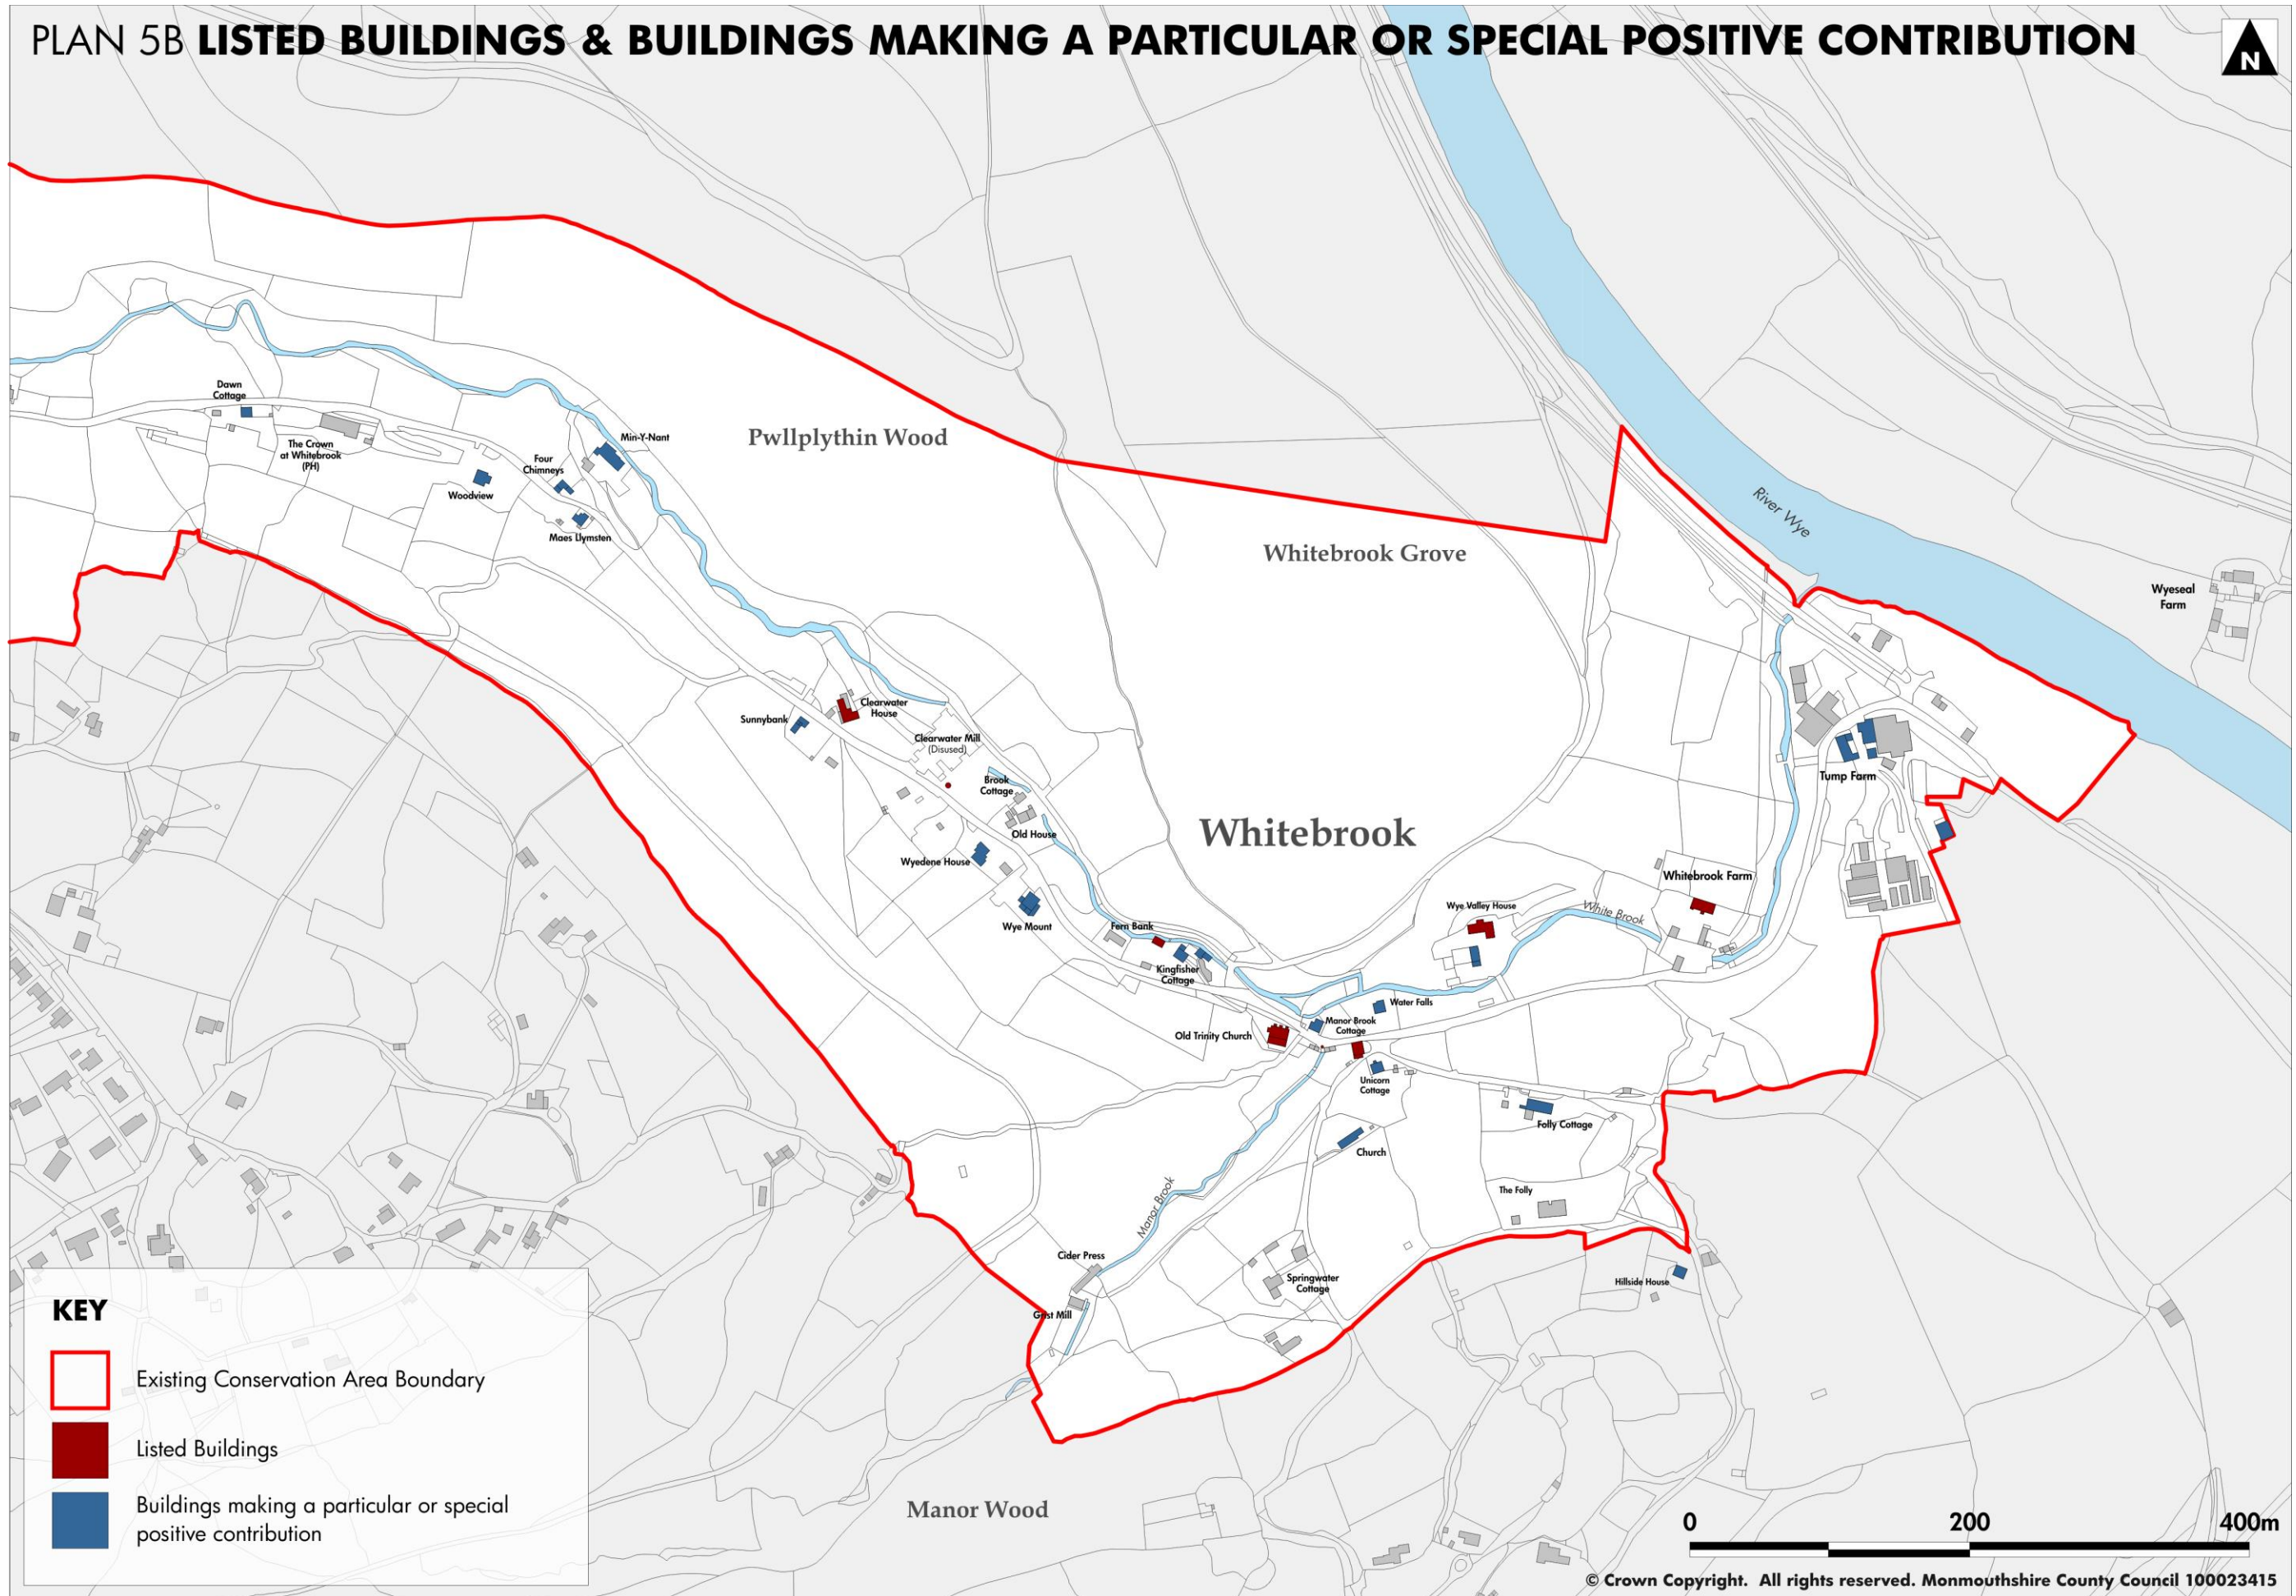 PLAN 5B LISTED BUILDINGS & BUILDINGS MAKING A PARTICULAR OR SPECIAL POSITIVE CONTRIBUTION
N
Dawn
Cottage
The Crown
at Whitebrook
(PH)
Woodview
Four
Chimneys
Min-Y-Nant
Maes Llymsten
Pwllplythin Wood
Whitebrook Grove
River Wye
Wyeseal
Farm
Sunnybank
Clearwater
House
Clearwater Mill
(Disused)
Brook
Cottage
Old House
Wyedene House
Wye Mount
Whitebrook
Tump Farm
Whitebrook Farm
Wye Valley House
White Brook
Fern Bank
Kingfisher
Cottage
Water Falls
Manor Brook
Cottage
Old Trinity Church
Unicorn
Cottage
Folly Cottage
Church
The Folly
Manor Brook
Cider Press
Grist Mill
Springwater
Cottage
Hillside House
Manor Wood
KEY
Existing Conservation Area Boundary
Listed Buildings
Buildings making a particular or special
positive contribution
0 200 400m
© Crown Copyright. All rights reserved. Monmouthshire County Council 100023415